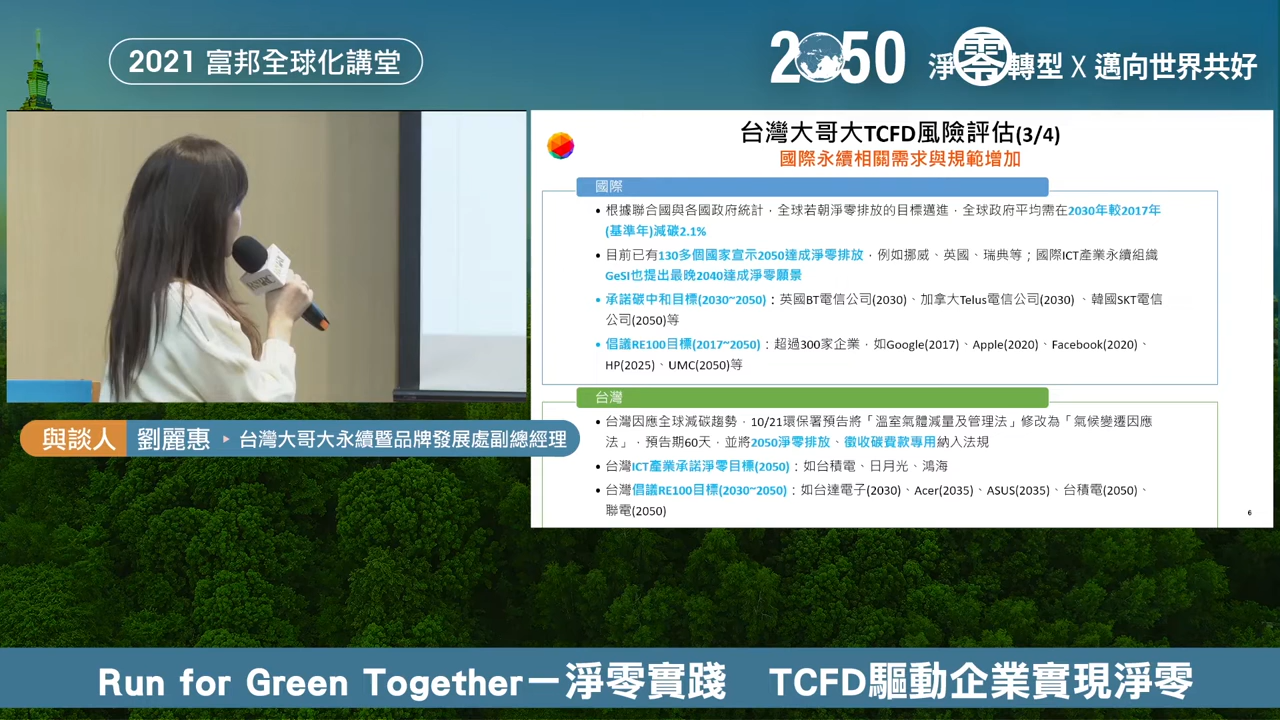 2021 富邦全球化講堂
2050 淨零轉型 X 邁向世界共好
台灣大哥大TCFD風險評估(3/4)
國際永續相關需求與規範增加
國際
• 根據聯合國與各國政府統計，全球若朝淨零排放的目標邁進，全球政府平均需在2030年較2017年
(基準年)減碳2.1%
• 目前已有130多個國家宣示2050達成淨零排放，例如挪威、英國、瑞典等；國際ICT產業永續組織
GeSI也提出最晚2040達成淨零願景
• 承諾碳中和目標(2030~2050)：英國BT電信公司(2030)、加拿大Telus電信公司(2030) 、韓國SKT電信
公司(2050)等
• 倡議RE100目標(2017~2050)：超過300家企業，如Google(2017)、Apple(2020)、Facebook(2020)、
HP(2025)、UMC(2050)等
台灣
• 台灣因應全球減碳趨勢，10/21環保署預告將「溫室氣體減量及管理法」修改為「氣候變遷因應
法」，預告期60天，並將2050淨零排放、徵收碳費款專用納入法規
• 台灣ICT產業承諾淨零目標(2050)：如台積電、日月光、鴻海
• 台灣倡議RE100目標(2030~2050)：如台達電子(2030)、Acer(2035)、ASUS(2035)、台積電(2050)、
聯電(2050)
6
與談人 劉麗惠 台灣大哥大永續暨品牌發展處副總經理
Run for Green Together－淨零實踐 TCFD驅動企業實現淨零